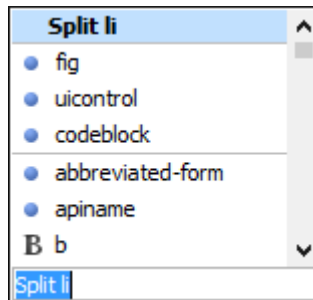 Split li
fig
uicontrol
codeblock
abbreviated-form
apiname
B b
Split li